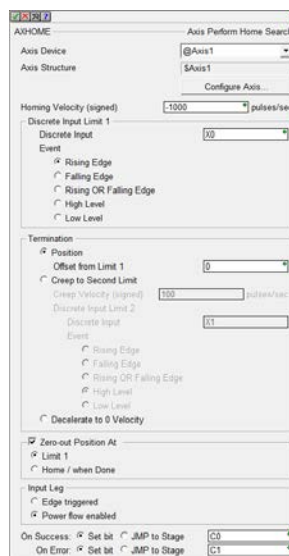 AXHOME Axis Perform Home Search
Axis Device @Axis1
Axis Structure $Axis1
Configure Axis...
Homing Velocity (signed) -1000 pulses/sec
Discrete Input Limit 1
Discrete Input X0
Event
Rising Edge
Falling Edge
Rising OR Falling Edge
High Level
Low Level
Termination
Position
Offset from Limit 1 0
Creep to Second Limit
Creep Velocity (signed) 100 pulses/sec
Discrete Input Limit 2
Discrete Input X1
Event
Rising Edge
Falling Edge
Rising OR Falling Edge
High Level
Low Level
Decelerate to 0 Velocity
Zero-out Position At
Limit 1
Home / when Done
Input Leg
Edge triggered
Power flow enabled
On Success: Set bit JMP to Stage C0
On Error: Set bit JMP to Stage C1